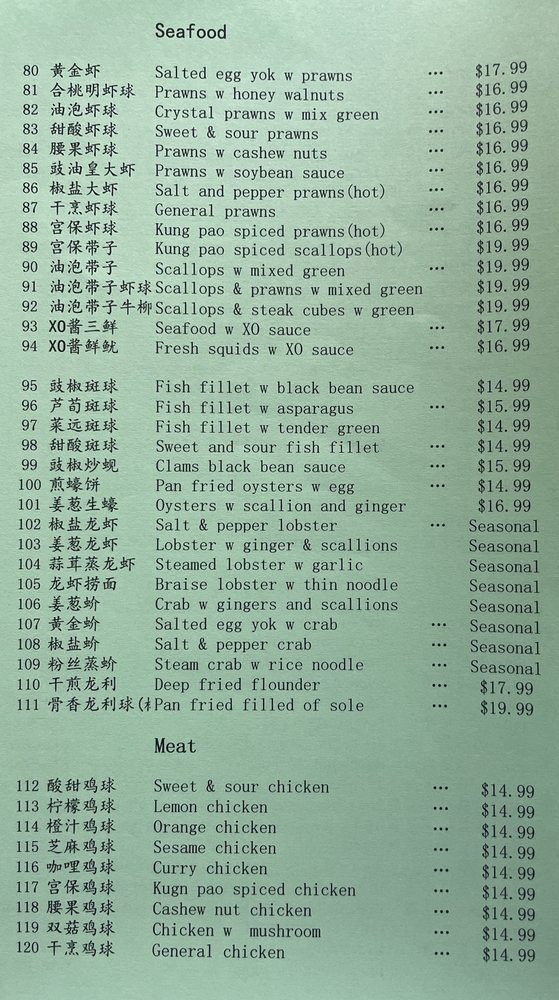 Seafood
80 黄金虾 Salted egg yok w prawns … $17.99
81 合桃明虾球 Prawns w honey walnuts … $16.99
82 油泡虾球 Crystal prawns w mix green … $16.99
83 甜酸虾球 Sweet & sour prawns … $16.99
84 腰果虾球 Prawns w cashew nuts … $16.99
85 豉油皇大虾 Prawns w soybean sauce … $16.99
86 椒盐大虾 Salt and pepper prawns(hot) … $16.99
87 干烹虾球 General prawns … $16.99
88 宫保虾球 Kung pao spiced prawns(hot) … $16.99
89 宫保带子 Kung pao spiced scallops(hot) $19.99
90 油泡带子 Scallops w mixed green … $19.99
91 油泡带子虾球 Scallops & prawns w mixed green $19.99
92 油泡带子牛柳 Scallops & steak cubes w green $19.99
93 XO酱三鲜 Seafood w XO sauce … $17.99
94 XO酱鲜鱿 Fresh squids w XO sauce … $16.99
95 豉椒斑球 Fish fillet w black bean sauce $14.99
96 芦荀斑球 Fish fillet w asparagus … $15.99
97 菜远斑球 Fish fillet w tender green $14.99
98 甜酸斑球 Sweet and sour fish fillet … $14.99
99 豉椒炒蚬 Clams black bean sauce … $15.99
100 煎蠔饼 Pan fried oysters w egg … $14.99
101 姜葱生蠔 Oysters w scallion and ginger $16.99
102 椒盐龙虾 Salt & pepper lobster … Seasonal
103 姜葱龙虾 Lobster w ginger & scallions Seasonal
104 蒜茸蒸龙虾 Steamed lobster w garlic Seasonal
105 龙虾捞面 Braise lobster w thin noodle Seasonal
106 姜葱蚧 Crab w gingers and scallions Seasonal
107 黄金蚧 Salted egg yok w crab … Seasonal
108 椒盐蚧 Salt & pepper crab … Seasonal
109 粉丝蒸蚧 Steam crab w rice noodle … Seasonal
110 干煎龙利 Deep fried flounder … $17.99
111 骨香龙利球( Pan fried filled of sole … $19.99
Meat
112 酸甜鸡球 Sweet & sour chicken … $14.99
113 柠檬鸡球 Lemon chicken … $14.99
114 橙汁鸡球 Orange chicken … $14.99
115 芝麻鸡球 Sesame chicken … $14.99
116 咖哩鸡球 Curry chicken … $14.99
117 宫保鸡球 Kugn pao spiced chicken … $14.99
118 腰果鸡球 Cashew nut chicken … $14.99
119 双菇鸡球 Chicken w mushroom … $14.99
120 干烹鸡球 General chicken … $14.99